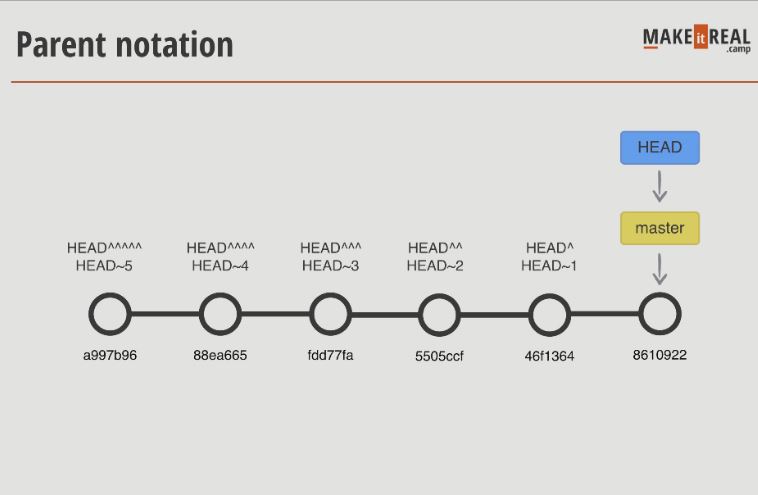 Parent notation
MAKE it REAL
.camp
HEAD
master
HEAD^^^^^
HEAD~5
HEAD^^^^
HEAD~4
HEAD^^^
HEAD~3
HEAD^^
HEAD~2
HEAD^
HEAD~1
a997b96
88ea665
fdd77fa
5505ccf
46f1364
8610922